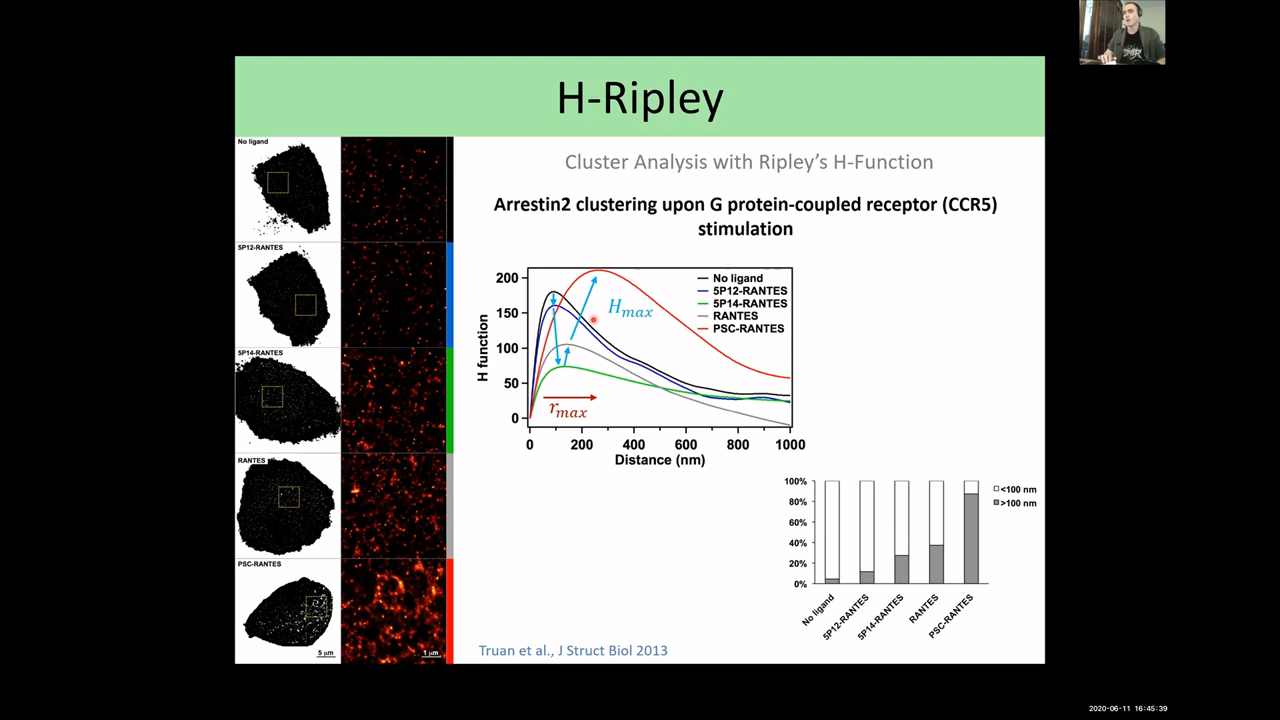 H-Ripley
No ligand
5P12-RANTES
5P14-RANTES
RANTES
PSC-RANTES
5 μm
1 μm
Cluster Analysis with Ripley's H-Function
Arrestin2 clustering upon G protein-coupled receptor (CCR5)
stimulation
H function
200
150
100
50
0
0 200 400 600 800 1000
Distance (nm)
No ligand
5P12-RANTES
5P14-RANTES
RANTES
PSC-RANTES
Hmax
rmax
100%
80%
60%
40%
20%
0%
<100 nm
>100 nm
No ligand
5P12-RANTES
5P14-RANTES
RANTES
PSC-RANTES
Truan et al., J Struct Biol 2013
2020-06-11 16:45:39